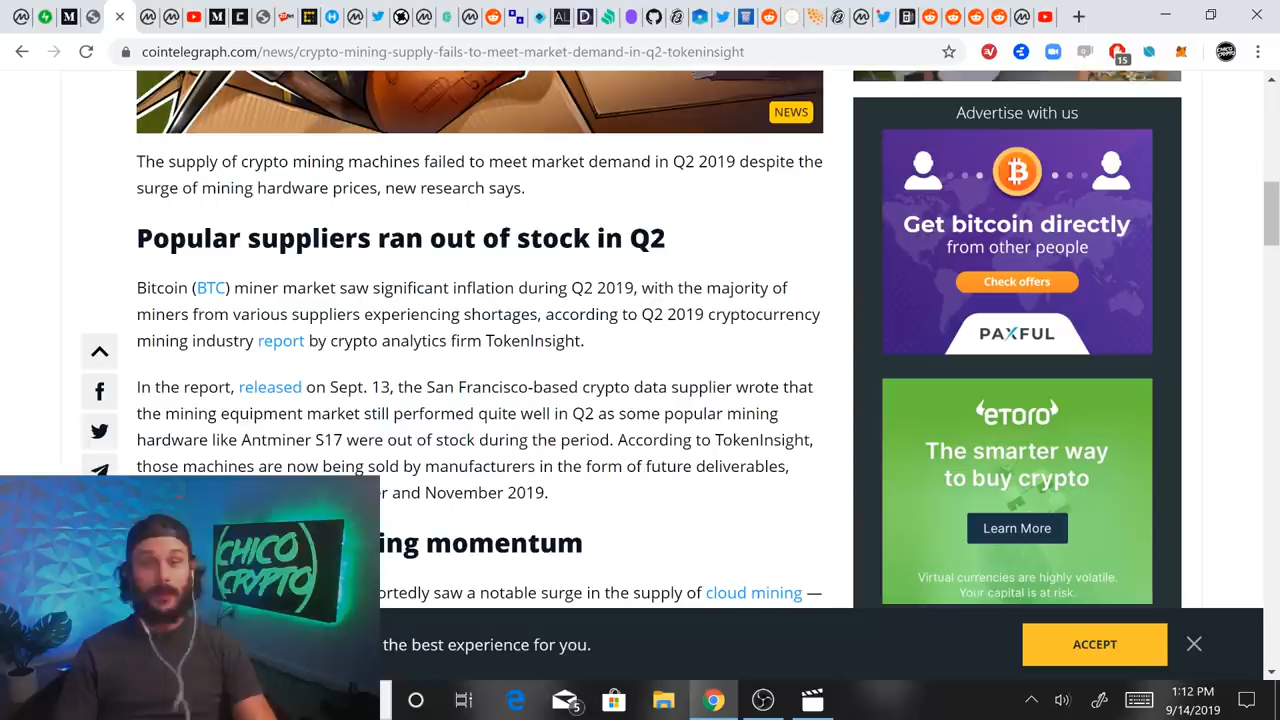 cointelegraph.com/news/crypto-mining-supply-fails-to-meet-market-demand-in-q2-tokeninsight
15
NEWS
The supply of crypto mining machines failed to meet market demand in Q2 2019 despite the
surge of mining hardware prices, new research says.
Popular suppliers ran out of stock in Q2
Bitcoin (BTC) miner market saw significant inflation during Q2 2019, with the majority of
miners from various suppliers experiencing shortages, according to Q2 2019 cryptocurrency
mining industry report by crypto analytics firm TokenInsight.
In the report, released on Sept. 13, the San Francisco-based crypto data supplier wrote that
the mining equipment market still performed quite well in Q2 as some popular mining
hardware like Antminer S17 were out of stock during the period. According to TokenInsight,
those machines are now being sold by manufacturers in the form of future deliverables,
and November 2019.
momentum
saw a notable surge in the supply of cloud mining —
the best experience for you.
ACCEPT
Advertise with us
Get bitcoin directly
from other people
Check offers
PAXFUL
eToro
The smarter way
to buy crypto
Learn More
Virtual currencies are highly volatile.
Your capital is at risk.
CHICO
CRYPTO
5
1:12 PM
9/14/2019